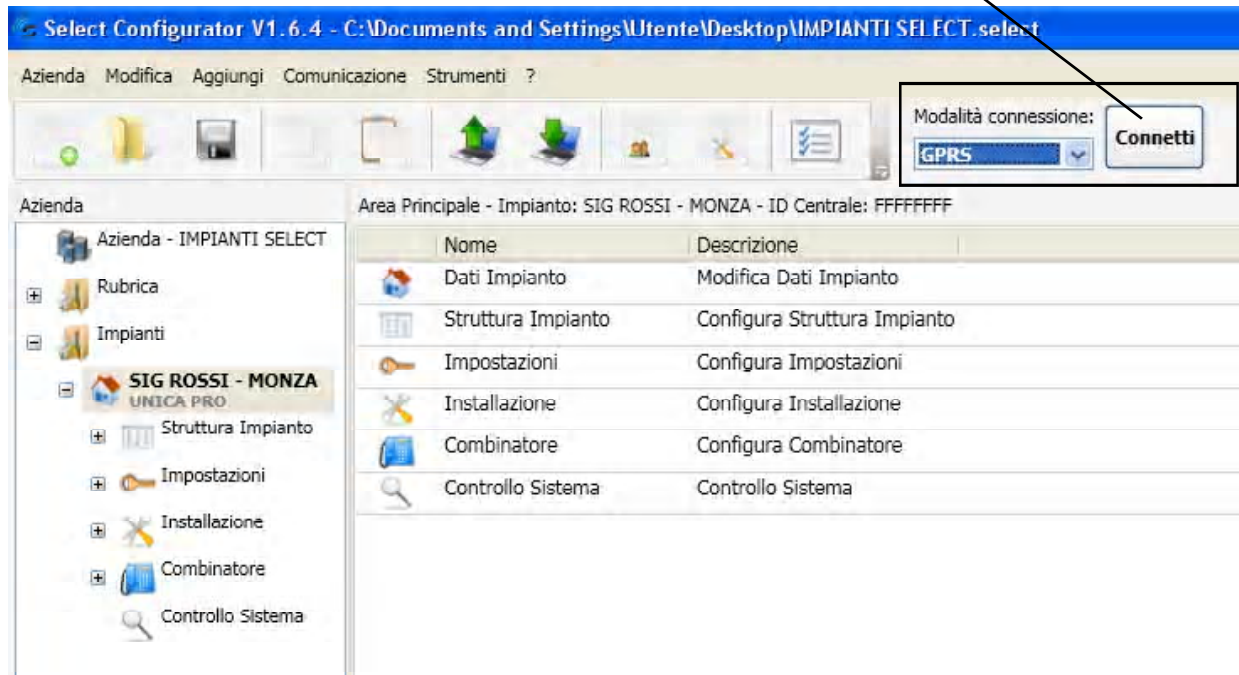 Select Configurator V1.6.4 - C:\Documents and Settings\Utente\Desktop\IMPIANTI SELECT.select
Azienda Modifica Aggiungi Comunicazione Strumenti ?
Modalità connessione:
GPRS
Connetti
Azienda
Azienda - IMPIANTI SELECT
Rubrica
Impianti
SIG ROSSI - MONZA
UNICA PRO
Struttura Impianto
Impostazioni
Installazione
Combinatore
Controllo Sistema
Area Principale - Impianto: SIG ROSSI - MONZA - ID Centrale: FFFFFFFF
Nome Descrizione
Dati Impianto Modifica Dati Impianto
Struttura Impianto Configura Struttura Impianto
Impostazioni Configura Impostazioni
Installazione Configura Installazione
Combinatore Configura Combinatore
Controllo Sistema Controllo Sistema